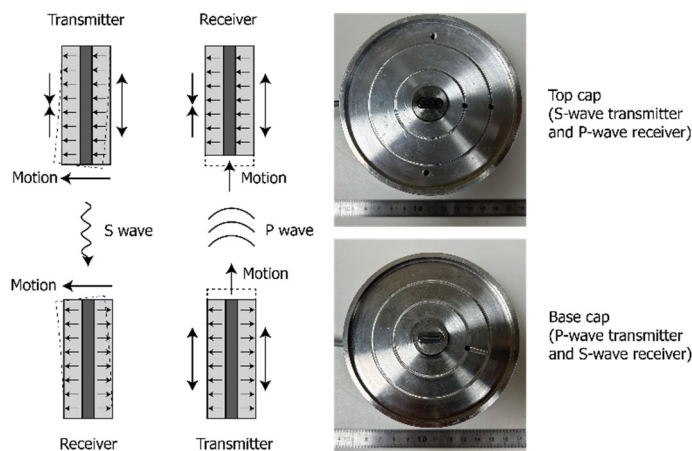 Transmitter
Receiver
Motion
Motion
S wave
P wave
Motion
Motion
Receiver
Transmitter
Top cap
(S-wave transmitter
and P-wave receiver)
Base cap
(P-wave transmitter
and S-wave receiver)